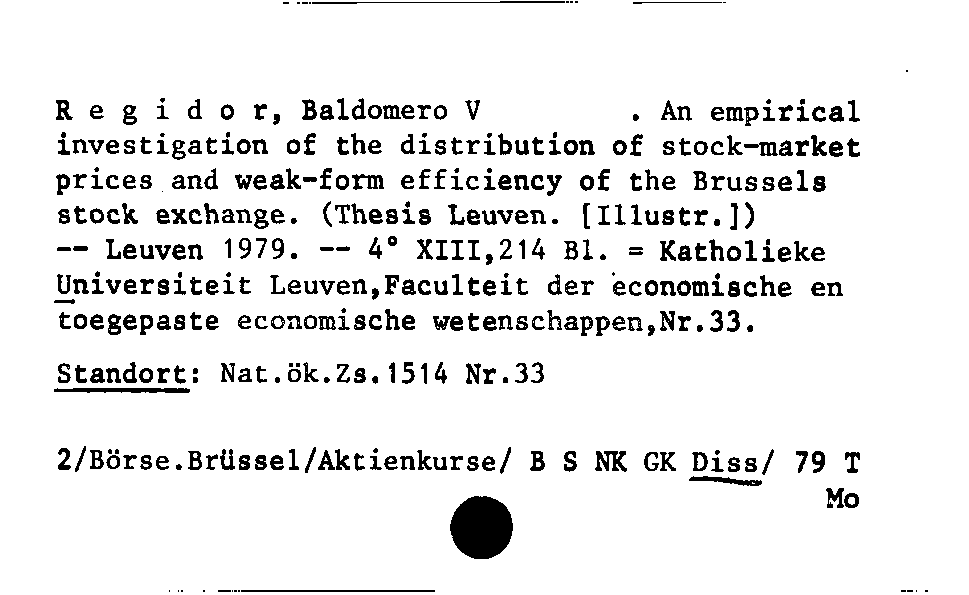 R e g i d o r, Baldomero V . An empirical
investigation of the distribution of stock-market
prices and weak-form efficiency of the Brussels
stock exchange. (Thesis Leuven. [Illustr.])
-- Leuven 1979. -- 4° XIII,214 Bl. = Katholieke
Universiteit Leuven,Faculteit der economische en
toegepaste economische wetenschappen,Nr.33.
Standort: Nat.ök.Zs.1514 Nr.33
2/Börse.Brüssel/Aktienkurse/ B S NK GK Diss/ 79 T
Mo